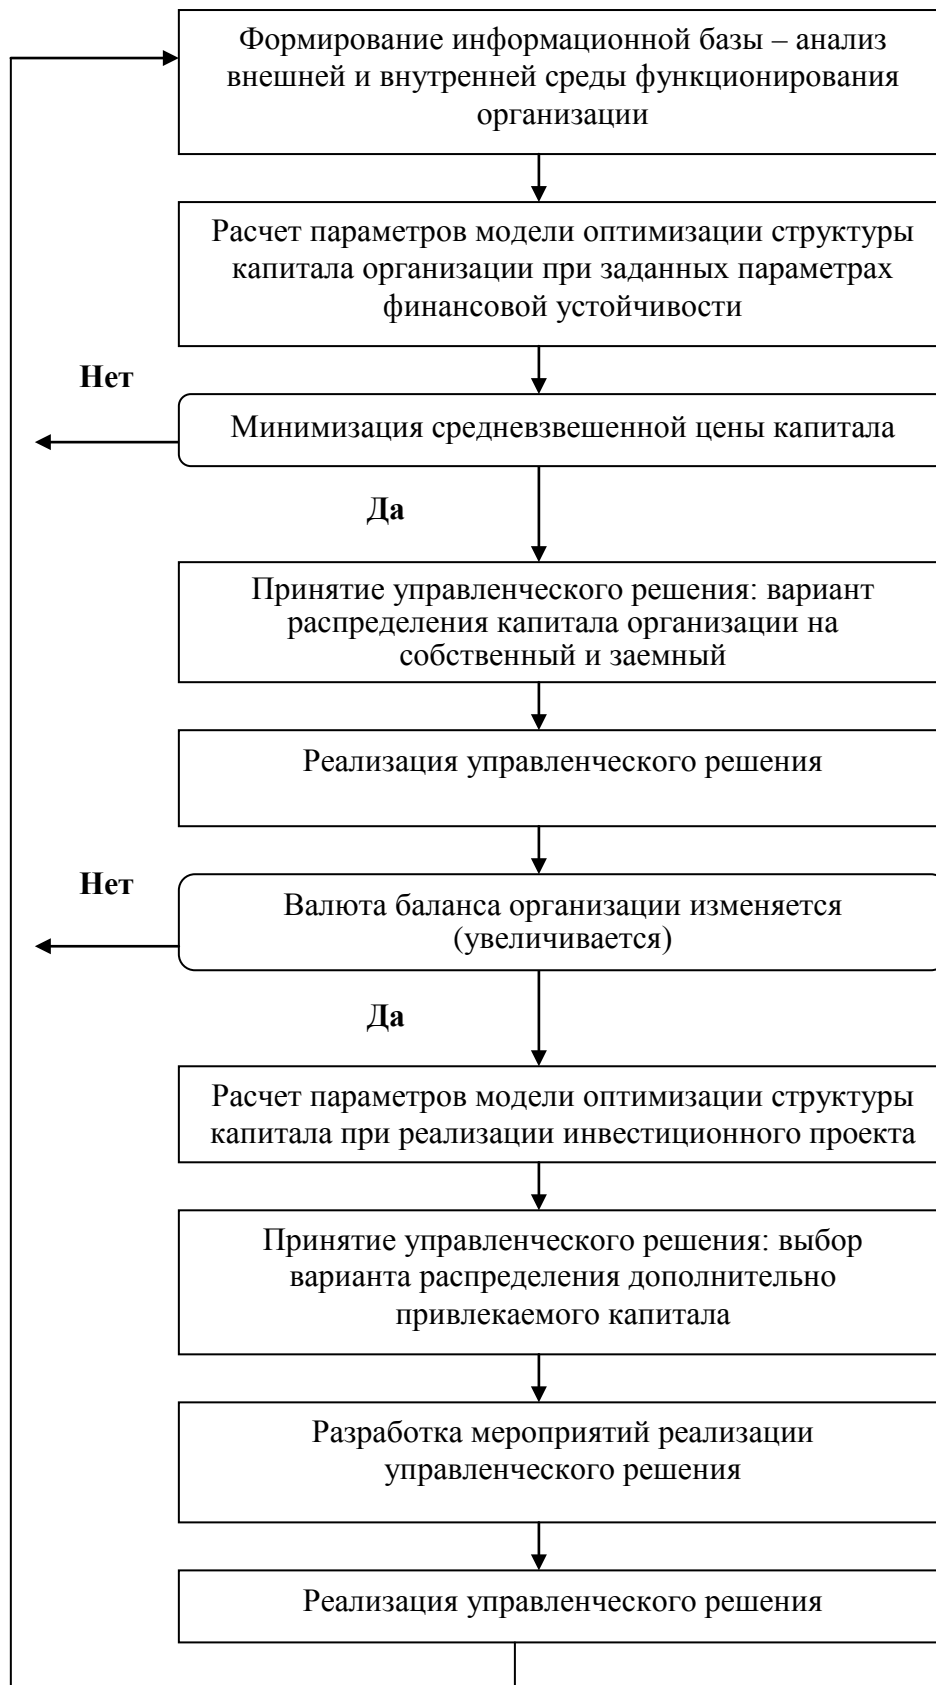 Формирование информационной базы – анализ
внешней и внутренней среды функционирования
организации
Расчет параметров модели оптимизации структуры
капитала организации при заданных параметрах
финансовой устойчивости
Нет
Минимизация средневзвешенной цены капитала
Да
Принятие управленческого решения: вариант
распределения капитала организации на
собственный и заемный
Реализация управленческого решения
Нет
Валюта баланса организации изменяется
(увеличивается)
Да
Расчет параметров модели оптимизации структуры
капитала при реализации инвестиционного проекта
Принятие управленческого решения: выбор
варианта распределения дополнительно
привлекаемого капитала
Разработка мероприятий реализации
управленческого решения
Реализация управленческого решения